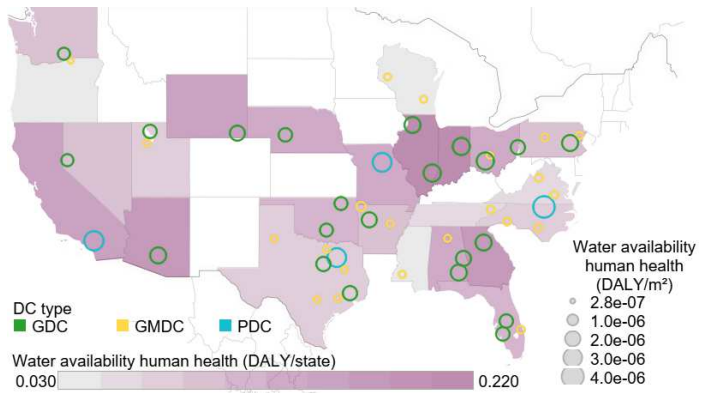 Water availability
human health
(DALY/m²)
2.8e-07
1.0e-06
2.0e-06
3.0e-06
4.0e-06
DC type
GDC GMDC PDC
Water availability human health (DALY/state)
0.030 0.220